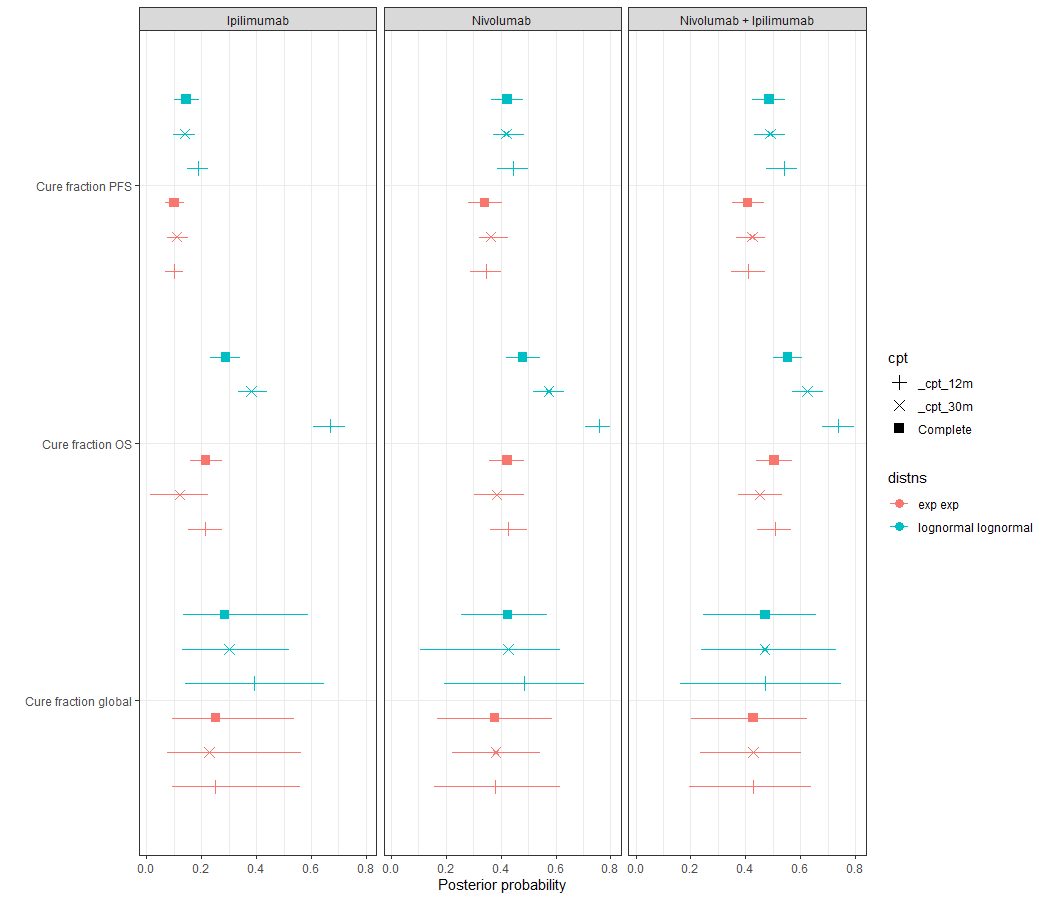 Ipilimumab
Nivolumab
Nivolumab + Ipilimumab
Cure fraction PFS
Cure fraction OS
Cure fraction global
0.0 0.2 0.4 0.6 0.8
0.0 0.2 0.4 0.6 0.8
0.0 0.2 0.4 0.6 0.8
Posterior probability
cpt
_cpt_12m
_cpt_30m
Complete
distns
exp exp
lognormal lognormal